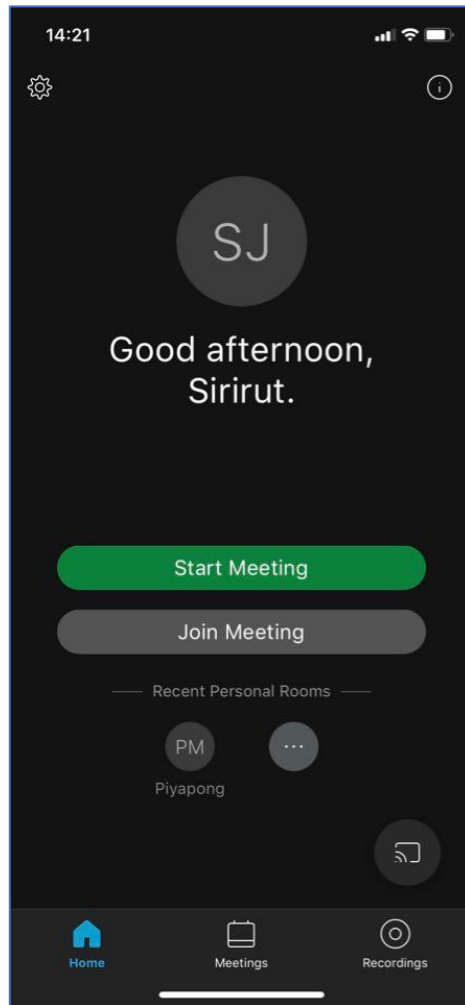 14:21
SJ
Good afternoon,
Sirirut.
Start Meeting
Join Meeting
Recent Personal Rooms
PM
...
Piyapong
Home
Meetings
Recordings